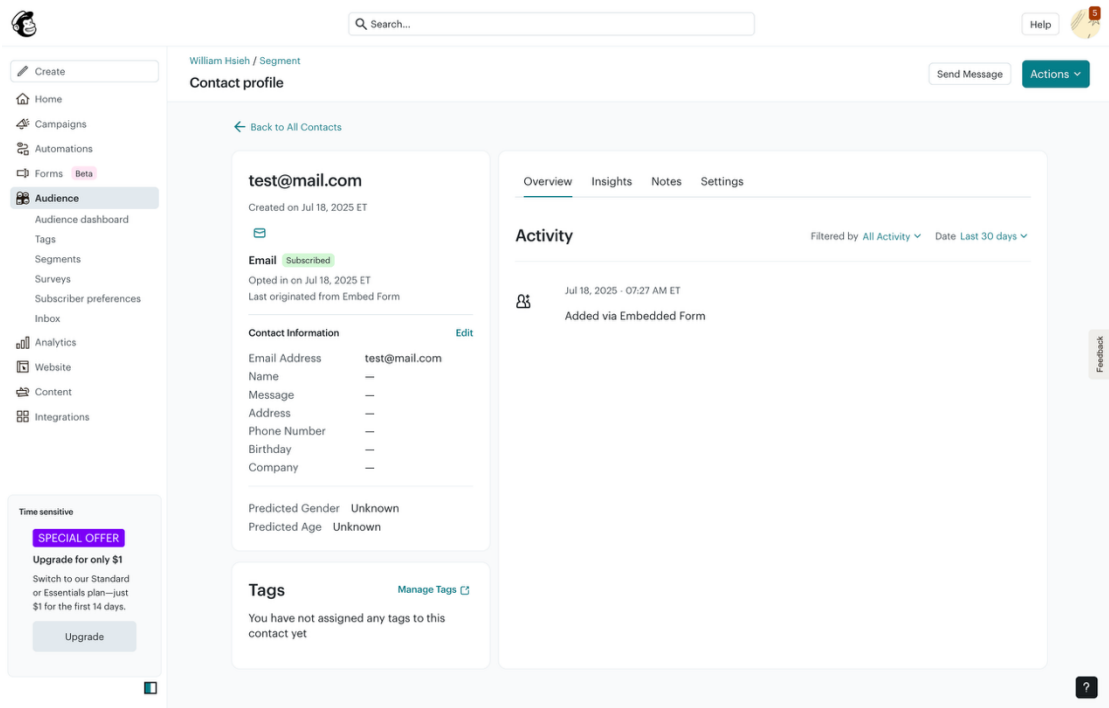 Search...
Help
5
Create
Home
Campaigns
Automations
Forms Beta
Audience
Audience dashboard
Tags
Segments
Surveys
Subscriber preferences
Inbox
Analytics
Website
Content
Integrations
Time sensitive
SPECIAL OFFER
Upgrade for only $1
Switch to our Standard
or Essentials plan—just
$1 for the first 14 days.
Upgrade
William Hsieh / Segment
Contact profile
Send Message
Actions
Back to All Contacts
test@mail.com
Created on Jul 18, 2025 ET
Email Subscribed
Opted in on Jul 18, 2025 ET
Last originated from Embed Form
Contact Information Edit
Email Address test@mail.com
Name —
Message —
Address —
Phone Number —
Birthday —
Company —
Predicted Gender Unknown
Predicted Age Unknown
Tags Manage Tags
You have not assigned any tags to this
contact yet
Overview Insights Notes Settings
Activity Filtered by All Activity Date Last 30 days
Jul 18, 2025 - 07:27 AM ET
Added via Embedded Form
Feedback
?